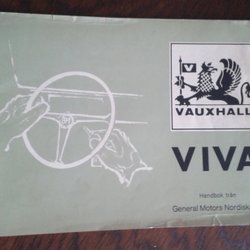 VAUXHALL
VIVA
Handbok från
General Motors Nordiska